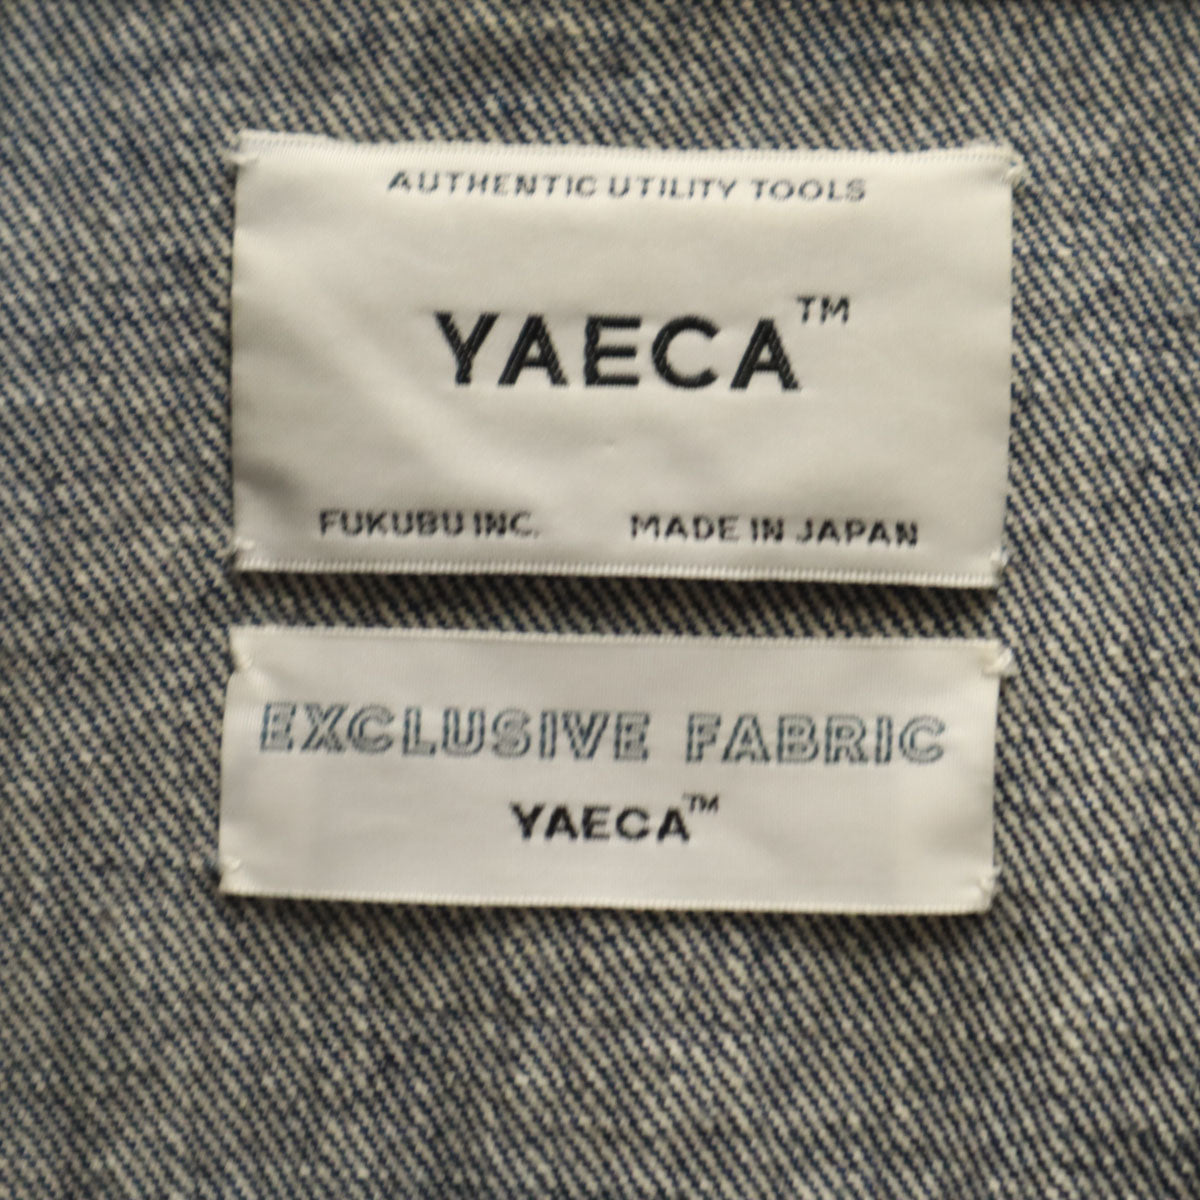 AUTHENTIC UTILITY TOOLS
YAECA™
FUKUBU INC. MADE IN JAPAN
EXCLUSIVE FABRIC
YAECA™